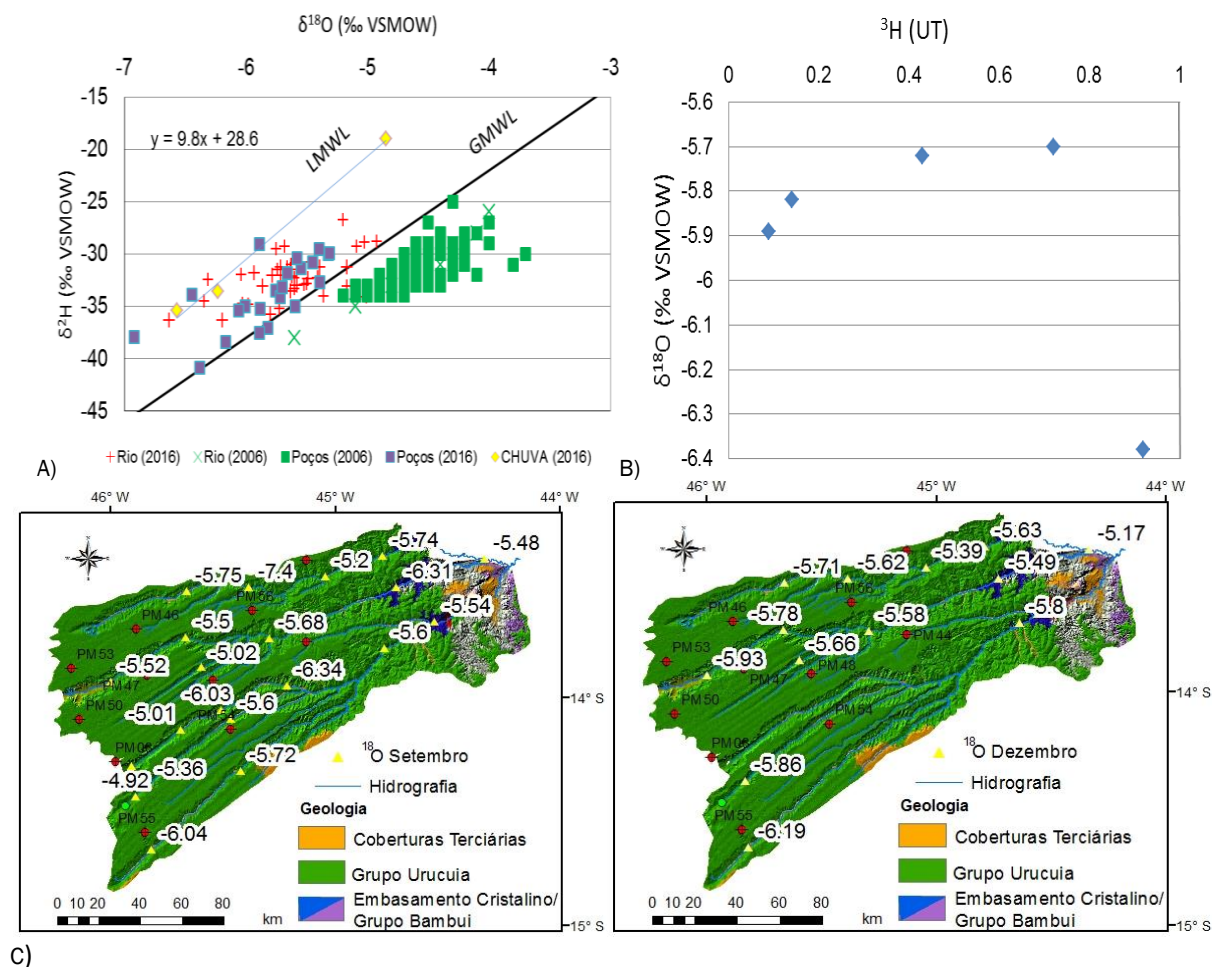 δ¹⁸O (‰ VSMOW)
-7 -6 -5 -4 -3
-15
-20
-25
-30
-35
-40
-45
δ²H (‰ VSMOW)
y = 9.8x + 28.6
LMWL
GMWL
Rio (2016) Rio (2006) Poços (2006) Poços (2016) CHUVA (2016)
A)
³H (UT)
0 0.2 0.4 0.6 0.8 1
-5.6
-5.7
-5.8
-5.9
-6
-6.1
-6.2
-6.3
-6.4
δ¹⁸O (‰ VSMOW)
B)
46° W 45° W 44° W
-5.74
-5.48
-5.2
-7.4
-5.75
-6.31
-5.54
-5.5
-5.68
-5.6
PM 46
PM 56
PM 53
-5.02
-5.52
-6.34
PM 47
-6.03
-5.6
14° S
PM 50
-5.01
PM 54
PM 06
-5.36
-5.72
-4.92
PM 55
-6.04
¹⁸O Setembro
Hidrografia
Geologia
Coberturas Terciárias
Grupo Urucuia
Embasamento Cristalino/
Grupo Bambui
0 10 20 40 60 80
km
15° S
46° W 45° W 44° W
-5.63
-5.17
-5.39
-5.62
-5.71
-5.49
PM 56
-5.8
PM 46
-5.78
-5.58
PM 44
-5.66
PM 53
-5.93
PM 47
PM 48
14° S
PM 50
PM 54
PM 06
-5.86
PM 55
-6.19
¹⁸O Dezembro
Hidrografia
Geologia
Coberturas Terciárias
Grupo Urucuia
Embasamento Cristalino/
Grupo Bambui
0 10 20 40 60 80
km
15° S
C)